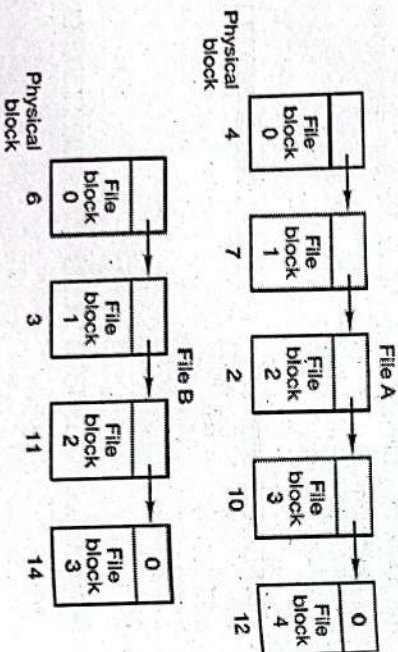 File A
0
File
block
0
File
block
1
File
block
2
File
block
3
File
block
4
Physical
block
4
7
2
10
12
File B
0
File
block
0
File
block
1
File
block
2
File
block
3
Physical
block
6
3
11
14